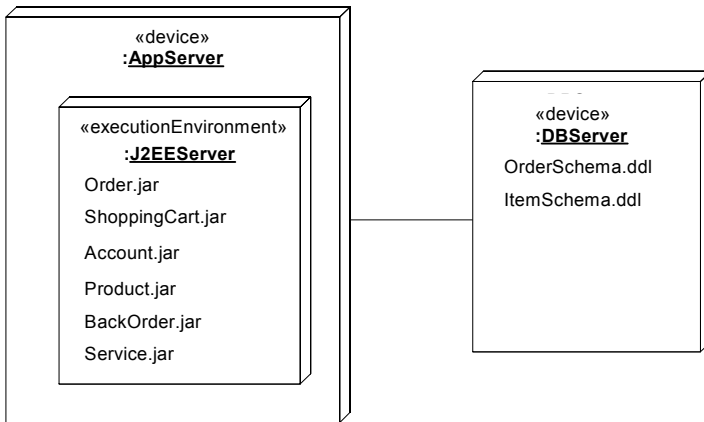 «device»
:AppServer
«executionEnvironment»
:J2EEServer
Order.jar
ShoppingCart.jar
Account.jar
Product.jar
BackOrder.jar
Service.jar
«device»
:DBServer
OrderSchema.ddl
ItemSchema.ddl